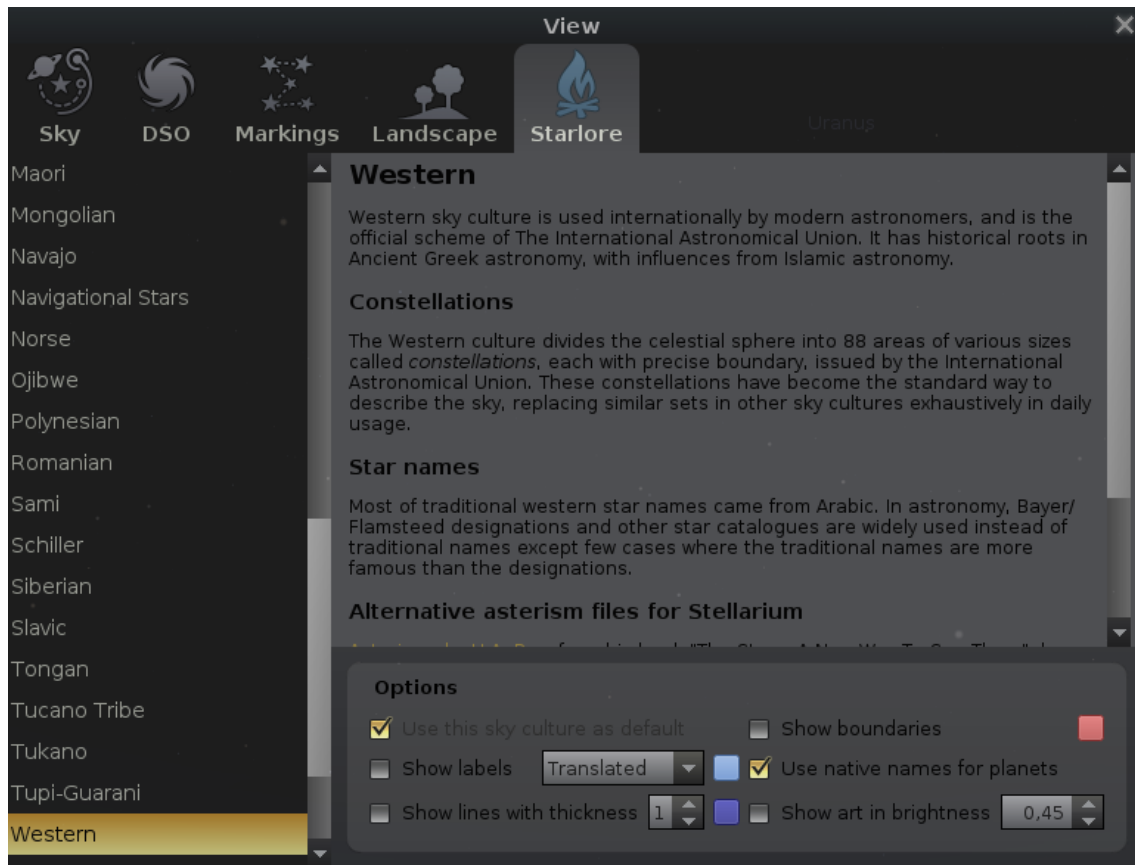 View
Sky
DSO
Markings
Landscape
Starlore
Uranus
Maori
Mongolian
Navajo
Navigational Stars
Norse
Ojibwe
Polynesian
Romanian
Sami
Schiller
Siberian
Slavic
Tongan
Tucano Tribe
Tukano
Tupi-Guarani
Western
Western
Western sky culture is used internationally by modern astronomers, and is the
official scheme of The International Astronomical Union. It has historical roots in
Ancient Greek astronomy, with influences from Islamic astronomy.
Constellations
The Western culture divides the celestial sphere into 88 areas of various sizes
called constellations, each with precise boundary, issued by the International
Astronomical Union. These constellations have become the standard way to
describe the sky, replacing similar sets in other sky cultures exhaustively in daily
usage.
Star names
Most of traditional western star names came from Arabic. In astronomy, Bayer/
Flamsteed designations and other star catalogues are widely used instead of
traditional names except few cases where the traditional names are more
famous than the designations.
Alternative asterism files for Stellarium
Options
Use this sky culture as default
Show boundaries
Show labels
Translated
Use native names for planets
Show lines with thickness
1
Show art in brightness
0,45